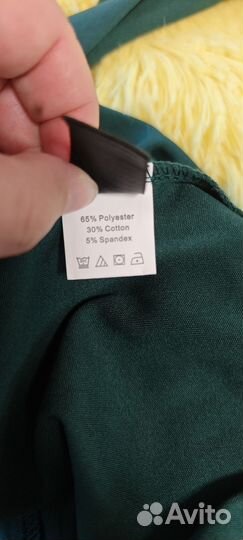 65% Polyester
30% Cotton
5% Spandex
Avito